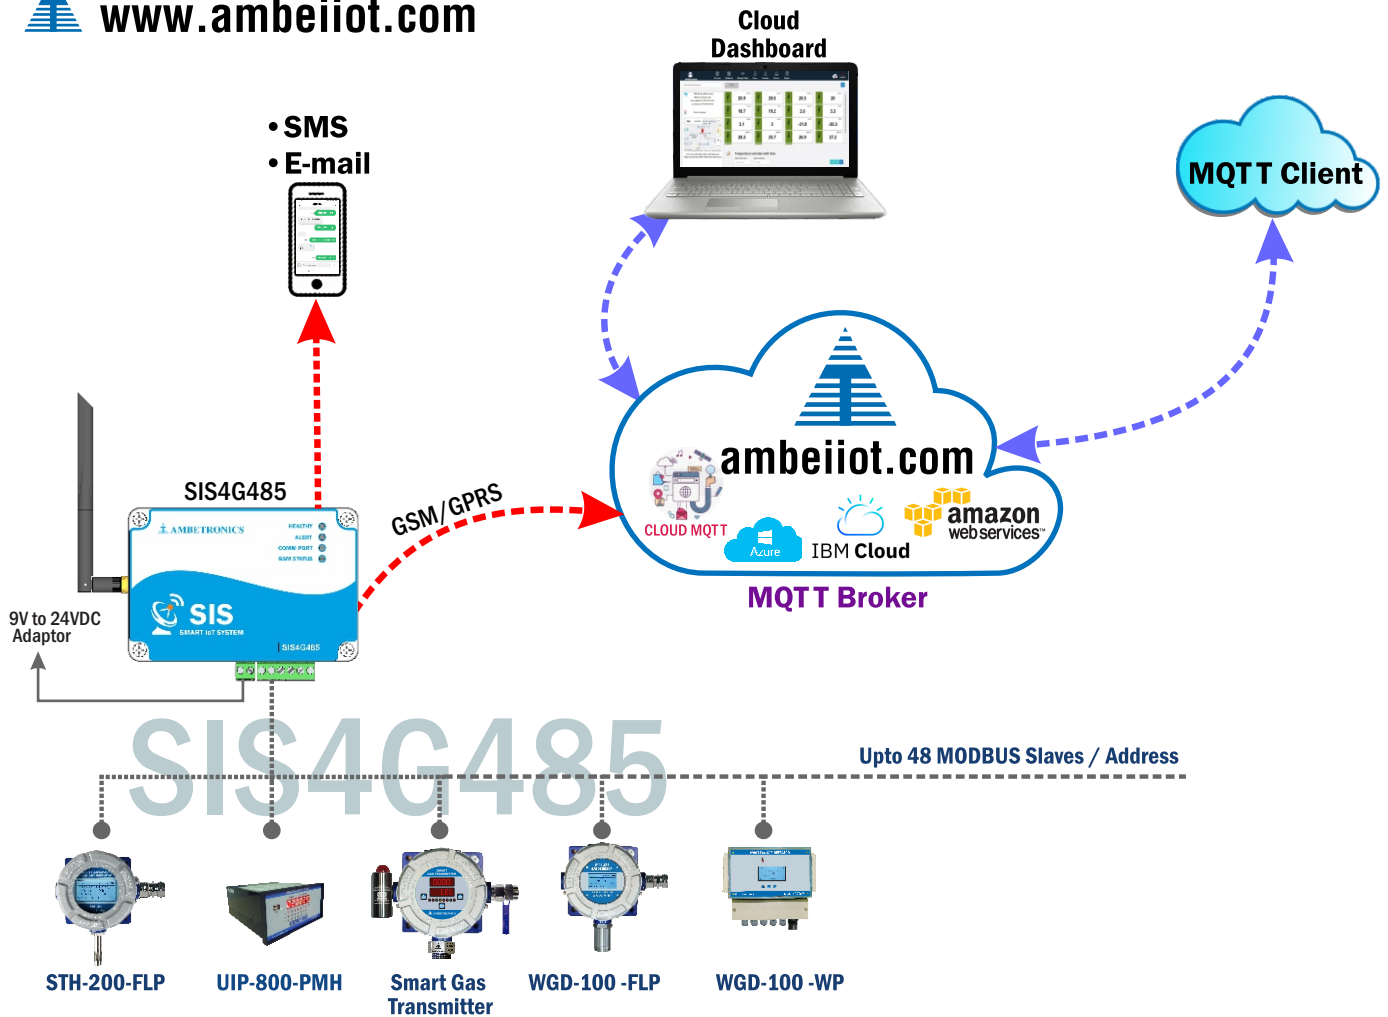 www.ambeiiot.com
Cloud
Dashboard
• SMS
• E-mail
MQTT Client
SIS4G485
AMBETRONICS
HEALTHY
ALERT
COMM PORT
GSM STATUS
SIS
SMART IoT SYSTEM
SIS4G485
GSM/GPRS
ambeiiot.com
CLOUD MQTT
Azure
IBM Cloud
amazon
web services™
MQTT Broker
9V to 24VDC
Adaptor
SIS4G485
Upto 48 MODBUS Slaves / Address
STH-200-FLP
UIP-800-PMH
Smart Gas
Transmitter
WGD-100 -FLP
WGD-100 -WP